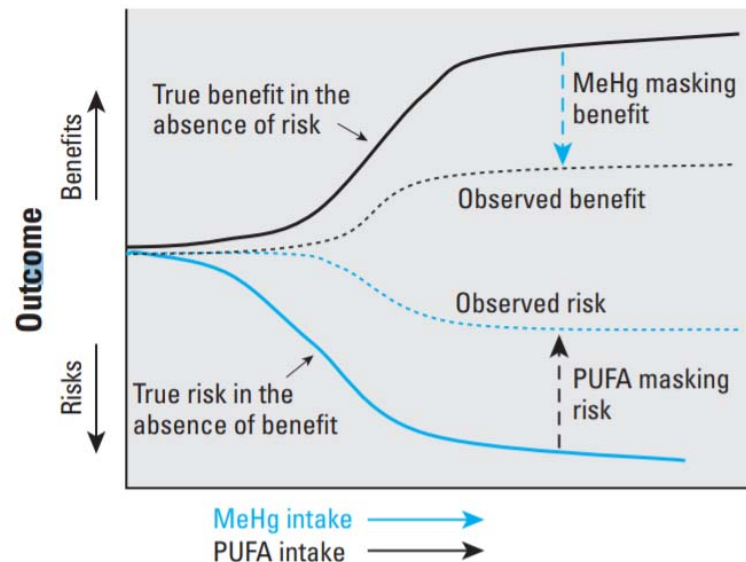 True benefit in the
absence of risk
MeHg masking
benefit
Benefits
Observed benefit
Outcome
Observed risk
Risks
True risk in the
absence of benefit
PUFA masking
risk
MeHg intake
PUFA intake